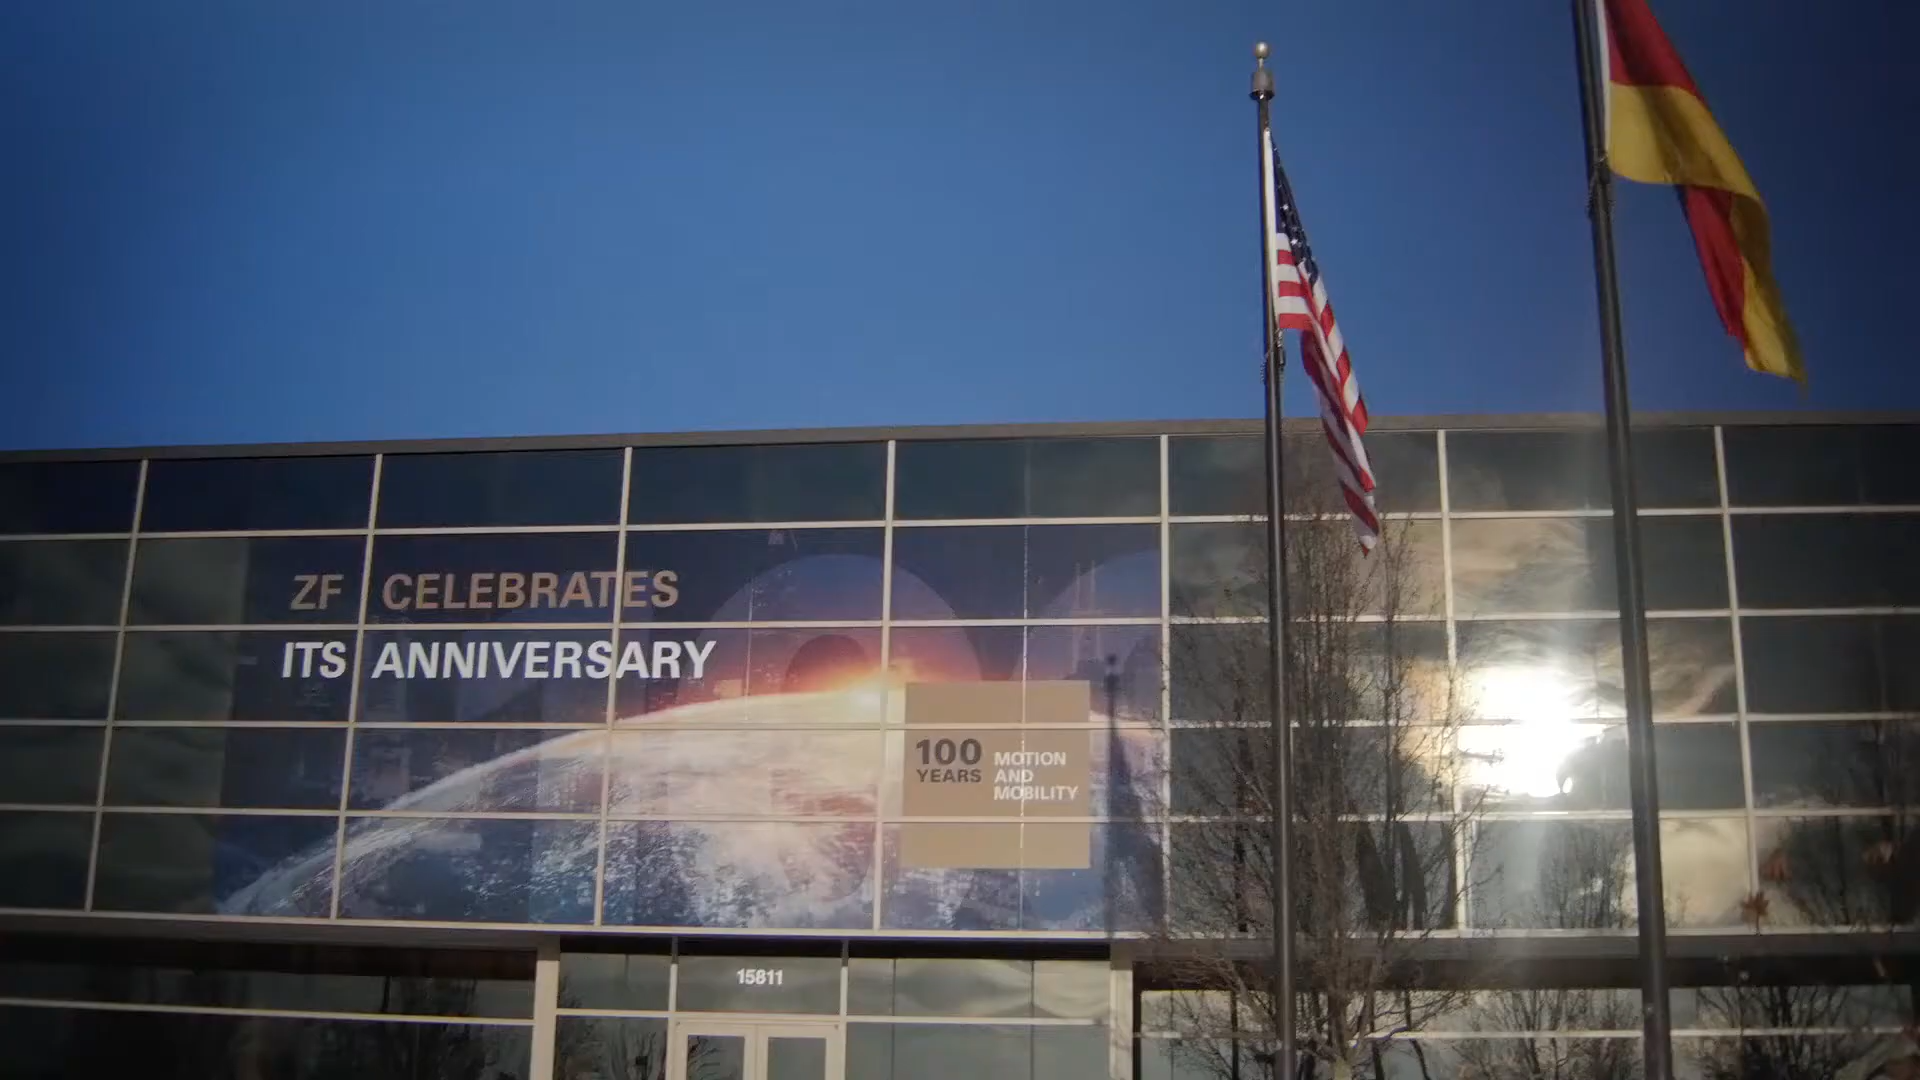 ZF CELEBRATES
ITS ANNIVERSARY
100
YEARS
MOTION
AND
MOBILITY
15811